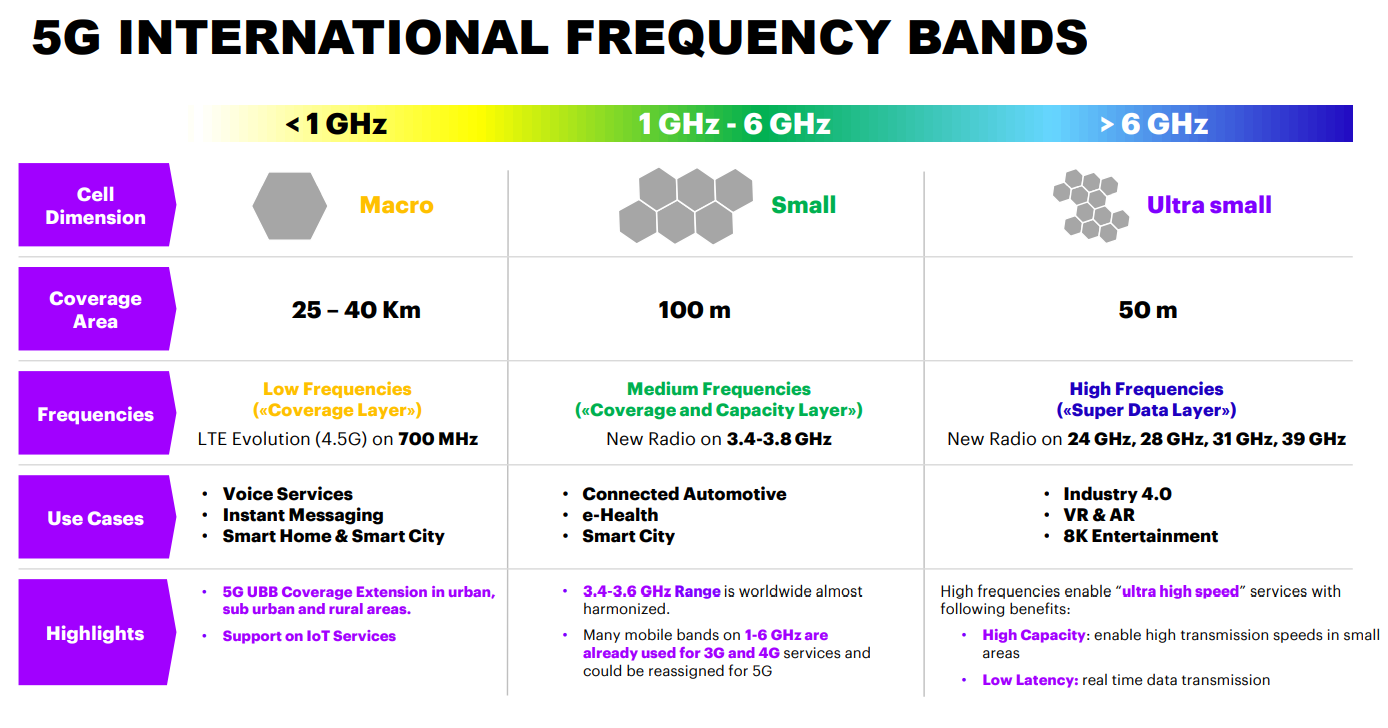 5G INTERNATIONAL FREQUENCY BANDS
< 1 GHz
1 GHz - 6 GHz
> 6 GHz
Cell
Dimension
Macro
Small
Ultra small
Coverage
Area
25 – 40 Km
100 m
50 m
Frequencies
Low Frequencies
(«Coverage Layer»)
LTE Evolution (4.5G) on 700 MHz
Medium Frequencies
(«Coverage and Capacity Layer»)
New Radio on 3.4-3.8 GHz
High Frequencies
(«Super Data Layer»)
New Radio on 24 GHz, 28 GHz, 31 GHz, 39 GHz
Use Cases
• Voice Services
• Instant Messaging
• Smart Home & Smart City
• Connected Automotive
• e-Health
• Smart City
• Industry 4.0
• VR & AR
• 8K Entertainment
Highlights
• 5G UBB Coverage Extension in urban,
sub urban and rural areas.
• Support on IoT Services
• 3.4-3.6 GHz Range is worldwide almost
harmonized.
• Many mobile bands on 1-6 GHz are
already used for 3G and 4G services and
could be reassigned for 5G
High frequencies enable “ultra high speed” services with
following benefits:
• High Capacity: enable high transmission speeds in small
areas
• Low Latency: real time data transmission